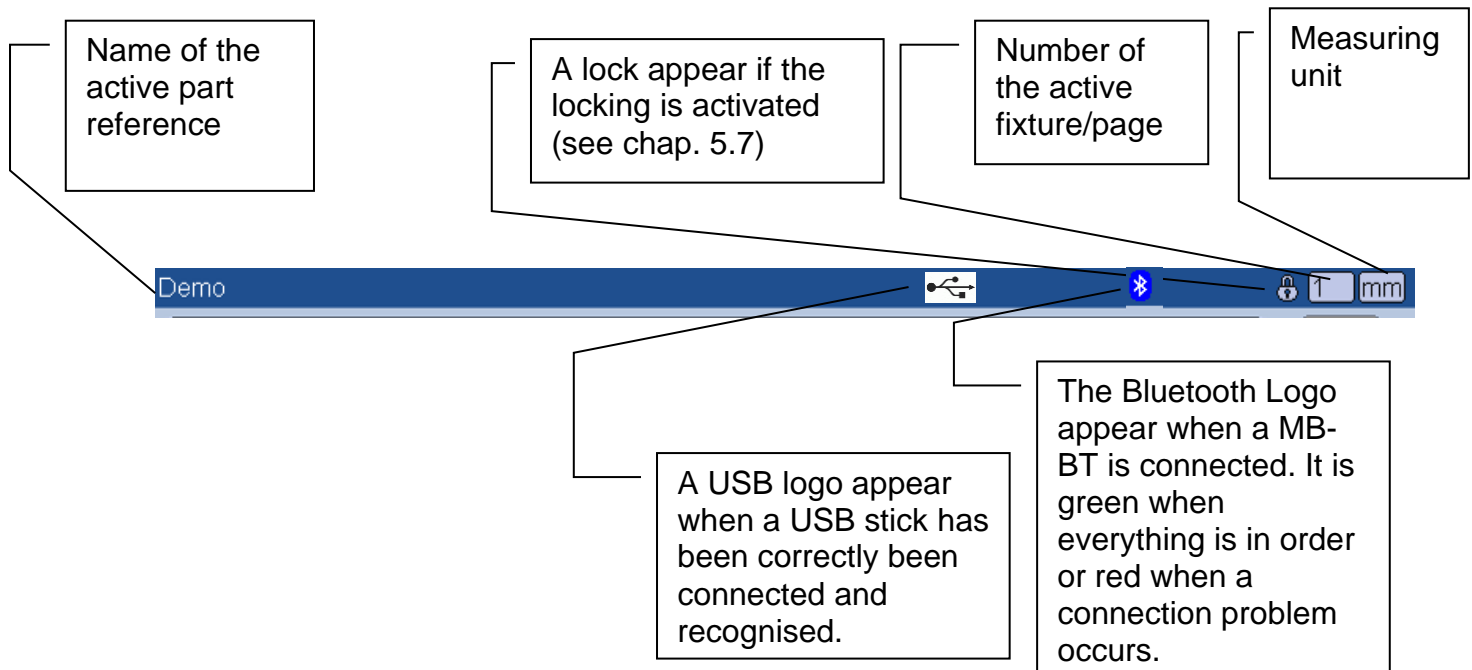 Name of the
active part
reference
A lock appear if the
locking is activated
(see chap. 5.7)
Number of
the active
fixture/page
Measuring
unit
Demo
1
mm
A USB logo appear
when a USB stick has
been correctly been
connected and
recognised.
The Bluetooth Logo
appear when a MB-
BT is connected. It is
green when
everything is in order
or red when a
connection problem
occurs.